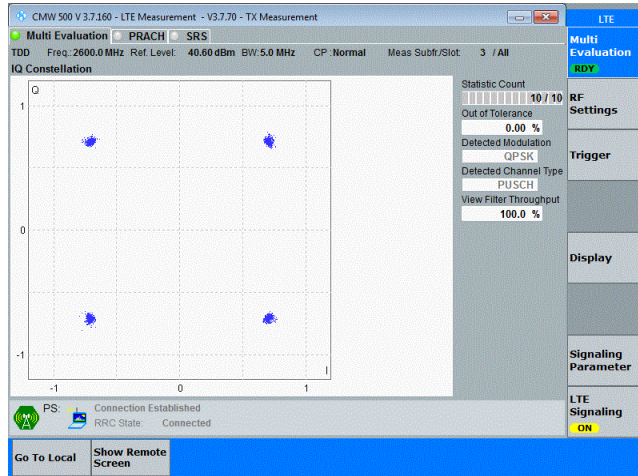 CMW 500 V 3.7.160 - LTE Measurement - V3.7.70 - TX Measurement
LTE
Multi Evaluation PRACH SRS
Multi
Evaluation
RDY
TDD Freq.:2600.0 MHz Ref. Level: 40.60 dBm BW:5.0 MHz CP :Normal Meas Subfr./Slot: 3 / All
IQ Constellation
Q
1
0
-1
I
-1 0 1
Statistic Count
10 / 10
Out of Tolerance
0.00 %
Detected Modulation
QPSK
Detected Channel Type
PUSCH
View Filter Throughput
100.0 %
RF
Settings
Trigger
Display
Signaling
Parameter
LTE
Signaling
ON
PS: Connection Established
RRC State: Connected
Go To Local
Show Remote
Screen